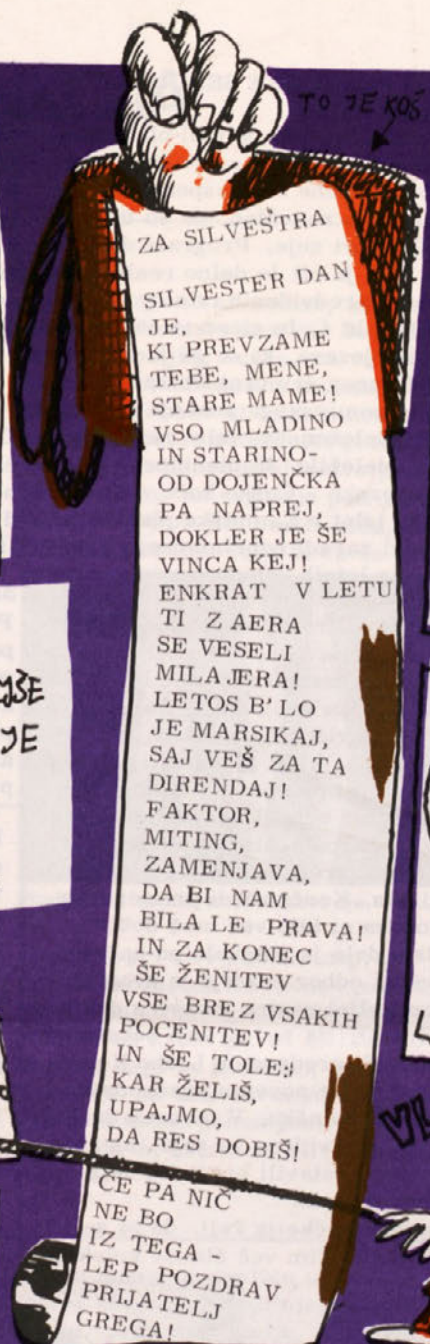 TO JE KOŠ
ZA SILVEŠTRA
SILVESTER DAN
JE,
KI PREVZAME
TEBE, MENE,
STARE MAME!
VSO MLADINO
IN STARINO-
OD DOJENČKA
PA NAPREJ,
DOKLER JE ŠE
VINCA KEJ!
ENKRAT V LETU
TI ZAERA
SE VESELI
MILAJERA!
LETOS B'LO
JE MARSIKAJ,
SAJ VEŠ ZA TA
DIRENDAJ!
FAKTOR,
MITING,
ZAMENJAVA,
DA BI NAM
BILA LE PRAVA!
IN ZA KONEC
ŠE ŽENITEV
VSE BREZ VSAKIH
POCENITEV!
IN ŠE TOLE:
KAR ŽELIŠ,
UPAJMO,
DA RES DOBIŠ!
ČE PA NIČ
NE BO
IZ TEGA -
LEP POZDRAV
PRIJATELJ
GREGA!